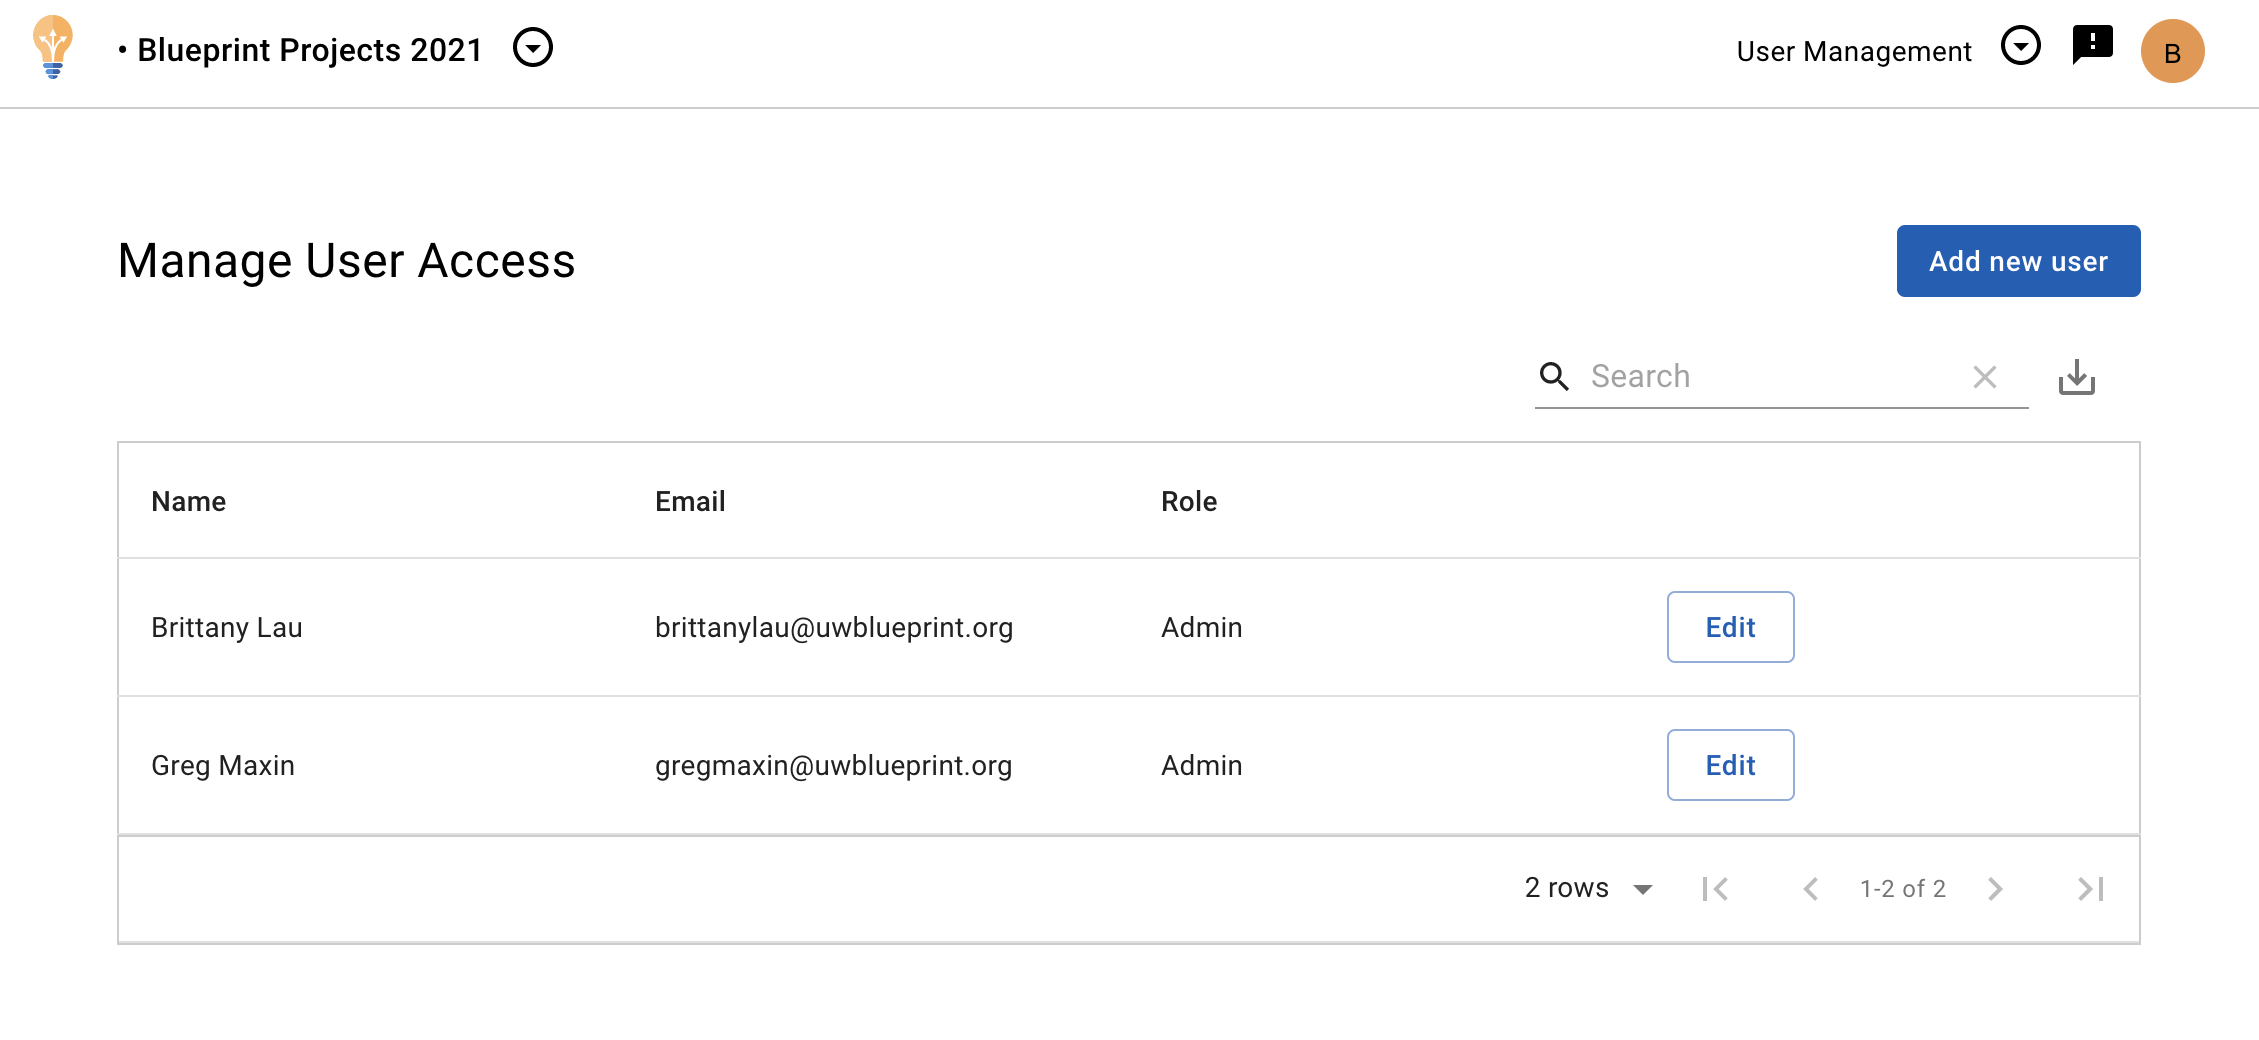 • Blueprint Projects 2021
User Management
B
Manage User Access
Add new user
Search
Name Email Role
Brittany Lau brittanylau@uwblueprint.org Admin Edit
Greg Maxin gregmaxin@uwblueprint.org Admin Edit
2 rows 1-2 of 2